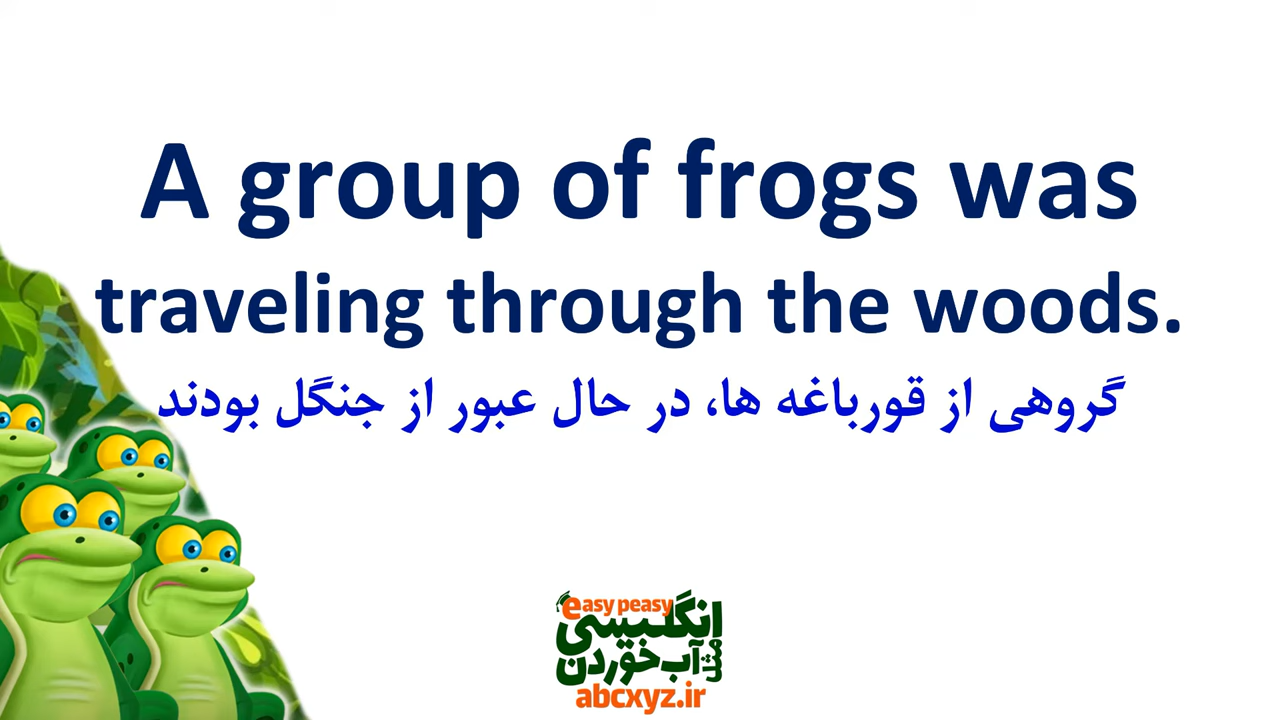 A group of frogs was
traveling through the woods.
گروهی از قورباغه ها، در حال عبور از جنگل بودند
easy peasy
انگلیسی
مثل آب خوردن
abcxyz.ir